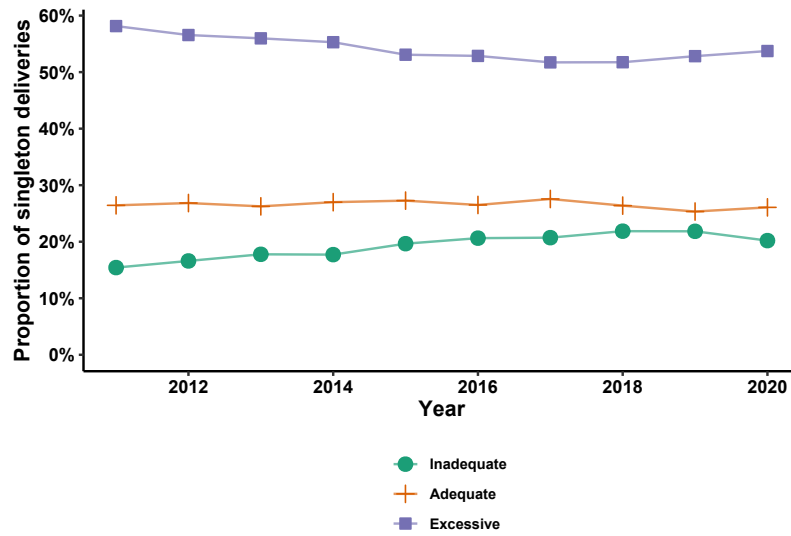 Proportion of singleton deliveries
60%
50%
40%
30%
20%
10%
0%
2012 2014 2016 2018 2020
Year
Inadequate
Adequate
Excessive